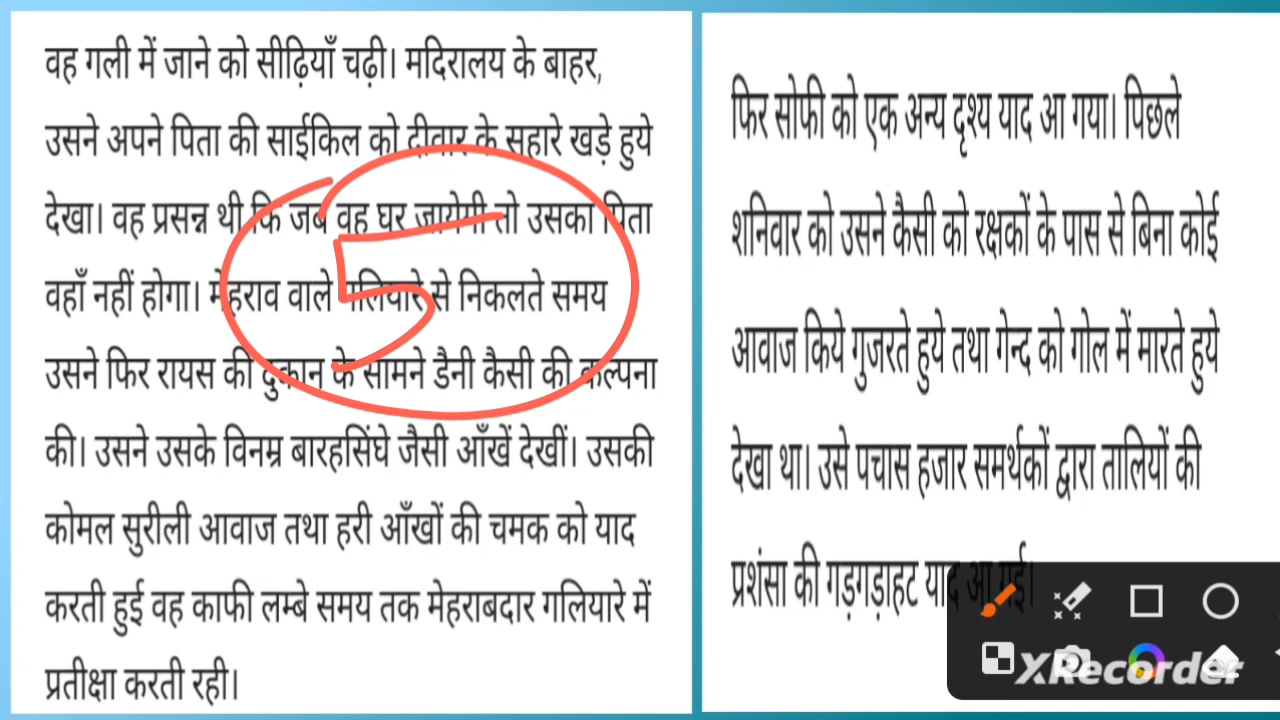 वह गली में जाने को सीढ़ियाँ चढ़ी। मदिरालय के बाहर,
उसने अपने पिता की साईकिल को दीवार के सहारे खड़े हुये
देखा। वह प्रसन्न थी कि जब वह घर जायेगी तो उसका पिता
वहाँ नहीं होगा। मेहराव वाले गलियारे से निकलते समय
उसने फिर रायस की दुकान के सामने डैनी कैसी की कल्पना
की। उसने उसके विनम्र बारहसिंघे जैसी आँखें देखीं। उसकी
कोमल सुरीली आवाज तथा हरी आँखों की चमक को याद
करती हुई वह काफी लम्बे समय तक मेहराबदार गलियारे में
प्रतीक्षा करती रही।
5
फिर सोफी को एक अन्य दृश्य याद आ गया। पिछले
शनिवार को उसने कैसी को रक्षकों के पास से बिना कोई
आवाज किये गुजरते हुये तथा गेन्द को गोल में मारते हुये
देखा था। उसे पचास हजार समर्थकों द्वारा तालियों की
प्रशंसा की गड़गड़ाहट याद आ गई।
XRecorder